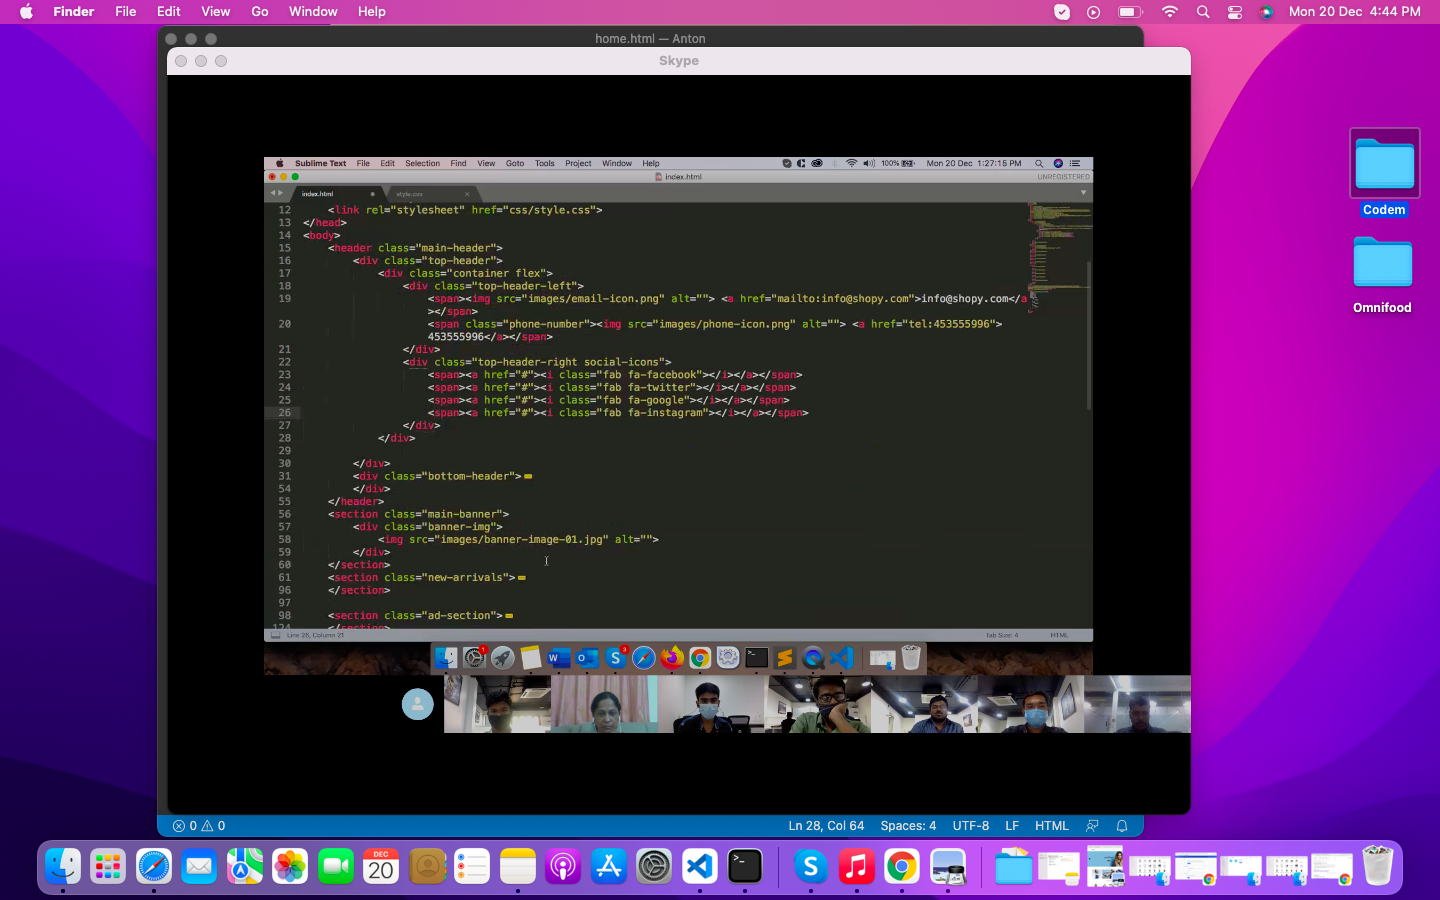 Finder File Edit View Go Window Help Mon 20 Dec 4:44 PM
home.html — Anton
Skype
Sublime Text File Edit Selection Find View Goto Tools Project Window Help 100% Mon 20 Dec 1:27:15 PM
index.html UNREGISTERED
index.html style.css
12 <link rel="stylesheet" href="css/style.css">
13 </head>
14 <body>
15 <header class="main-header">
16 <div class="top-header">
17 <div class="container flex">
18 <div class="top-header-left">
19 <span><img src="images/email-icon.png" alt=""> <a href="mailto:info@shopy.com">info@shopy.com</a
></span>
20 <span class="phone-number"><img src="images/phone-icon.png" alt=""> <a href="tel:453555996">
453555996</a></span>
21 </div>
22 <div class="top-header-right social-icons">
23 <span><a href="#"><i class="fab fa-facebook"></i></a></span>
24 <span><a href="#"><i class="fab fa-twitter"></i></a></span>
25 <span><a href="#"><i class="fab fa-google"></i></a></span>
26 <span><a href="#"><i class="fab fa-instagram"></i></a></span>
27 </div>
28 </div>
29
30 </div>
31 <div class="bottom-header">
54 </div>
55 </header>
56 <section class="main-banner">
57 <div class="banner-img">
58 <img src="images/banner-image-01.jpg" alt="">
59 </div>
60 </section>
61 <section class="new-arrivals">
96 </section>
97
98 <section class="ad-section">
124 </section>
Line 26, Column 21 Tab Size: 4 HTML
1 3
Codem
Omnifood
0 0 Ln 28, Col 64 Spaces: 4 UTF-8 LF HTML
DEC
20